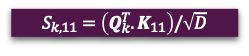 S_{k,11} = (Q_k^T. K_{11})/√D